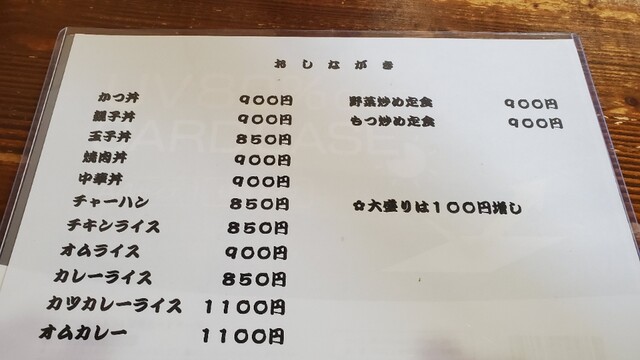 おしながき
かつ丼 900円
親子丼 900円
玉子丼 850円
焼肉丼 900円
中華丼 900円
チャーハン 850円
チキンライス 850円
オムライス 900円
カレーライス 850円
カツカレーライス 1100円
オムカレー 1100円
野菜炒め定食 900円
もつ炒め定食 900円
☆大盛りは100円増し